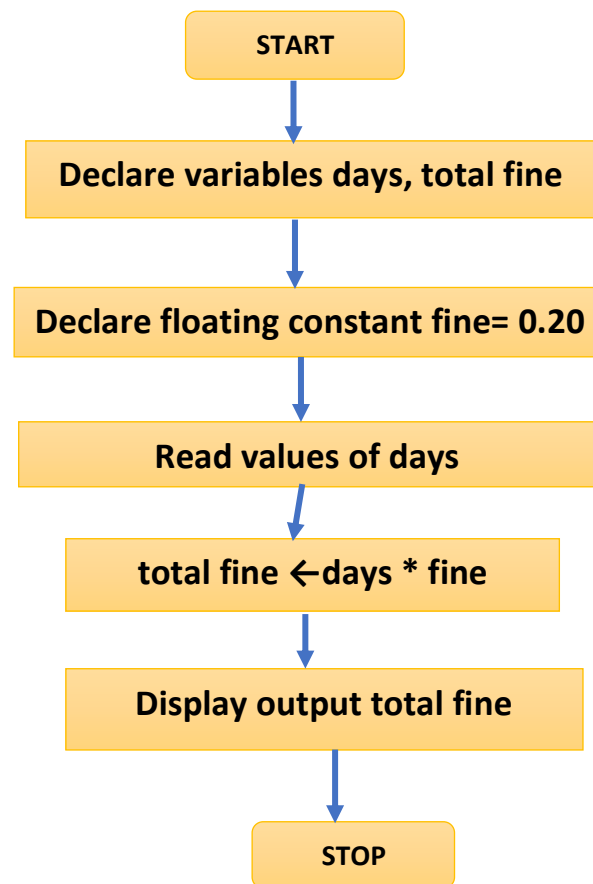 START
Declare variables days, total fine
Declare floating constant fine= 0.20
Read values of days
total fine ←days * fine
Display output total fine
STOP